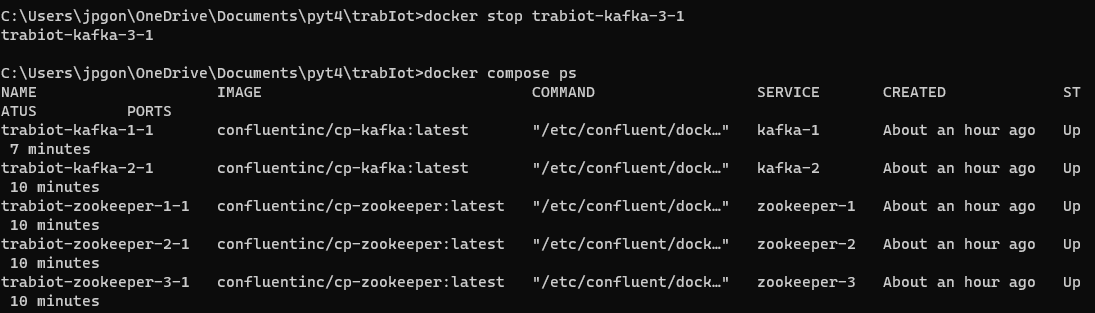 C:\Users\jpgon\OneDrive\Documents\pyt4\trabIot>docker stop trabiot-kafka-3-1
trabiot-kafka-3-1
C:\Users\jpgon\OneDrive\Documents\pyt4\trabIot>docker compose ps
NAME                    IMAGE                              COMMAND                  SERVICE       CREATED             ST
ATUS          PORTS
trabiot-kafka-1-1       confluentinc/cp-kafka:latest       "/etc/confluent/dock…"   kafka-1       About an hour ago   Up
 7 minutes
trabiot-kafka-2-1       confluentinc/cp-kafka:latest       "/etc/confluent/dock…"   kafka-2       About an hour ago   Up
 10 minutes
trabiot-zookeeper-1-1   confluentinc/cp-zookeeper:latest   "/etc/confluent/dock…"   zookeeper-1   About an hour ago   Up
 10 minutes
trabiot-zookeeper-2-1   confluentinc/cp-zookeeper:latest   "/etc/confluent/dock…"   zookeeper-2   About an hour ago   Up
 10 minutes
trabiot-zookeeper-3-1   confluentinc/cp-zookeeper:latest   "/etc/confluent/dock…"   zookeeper-3   About an hour ago   Up
 10 minutes